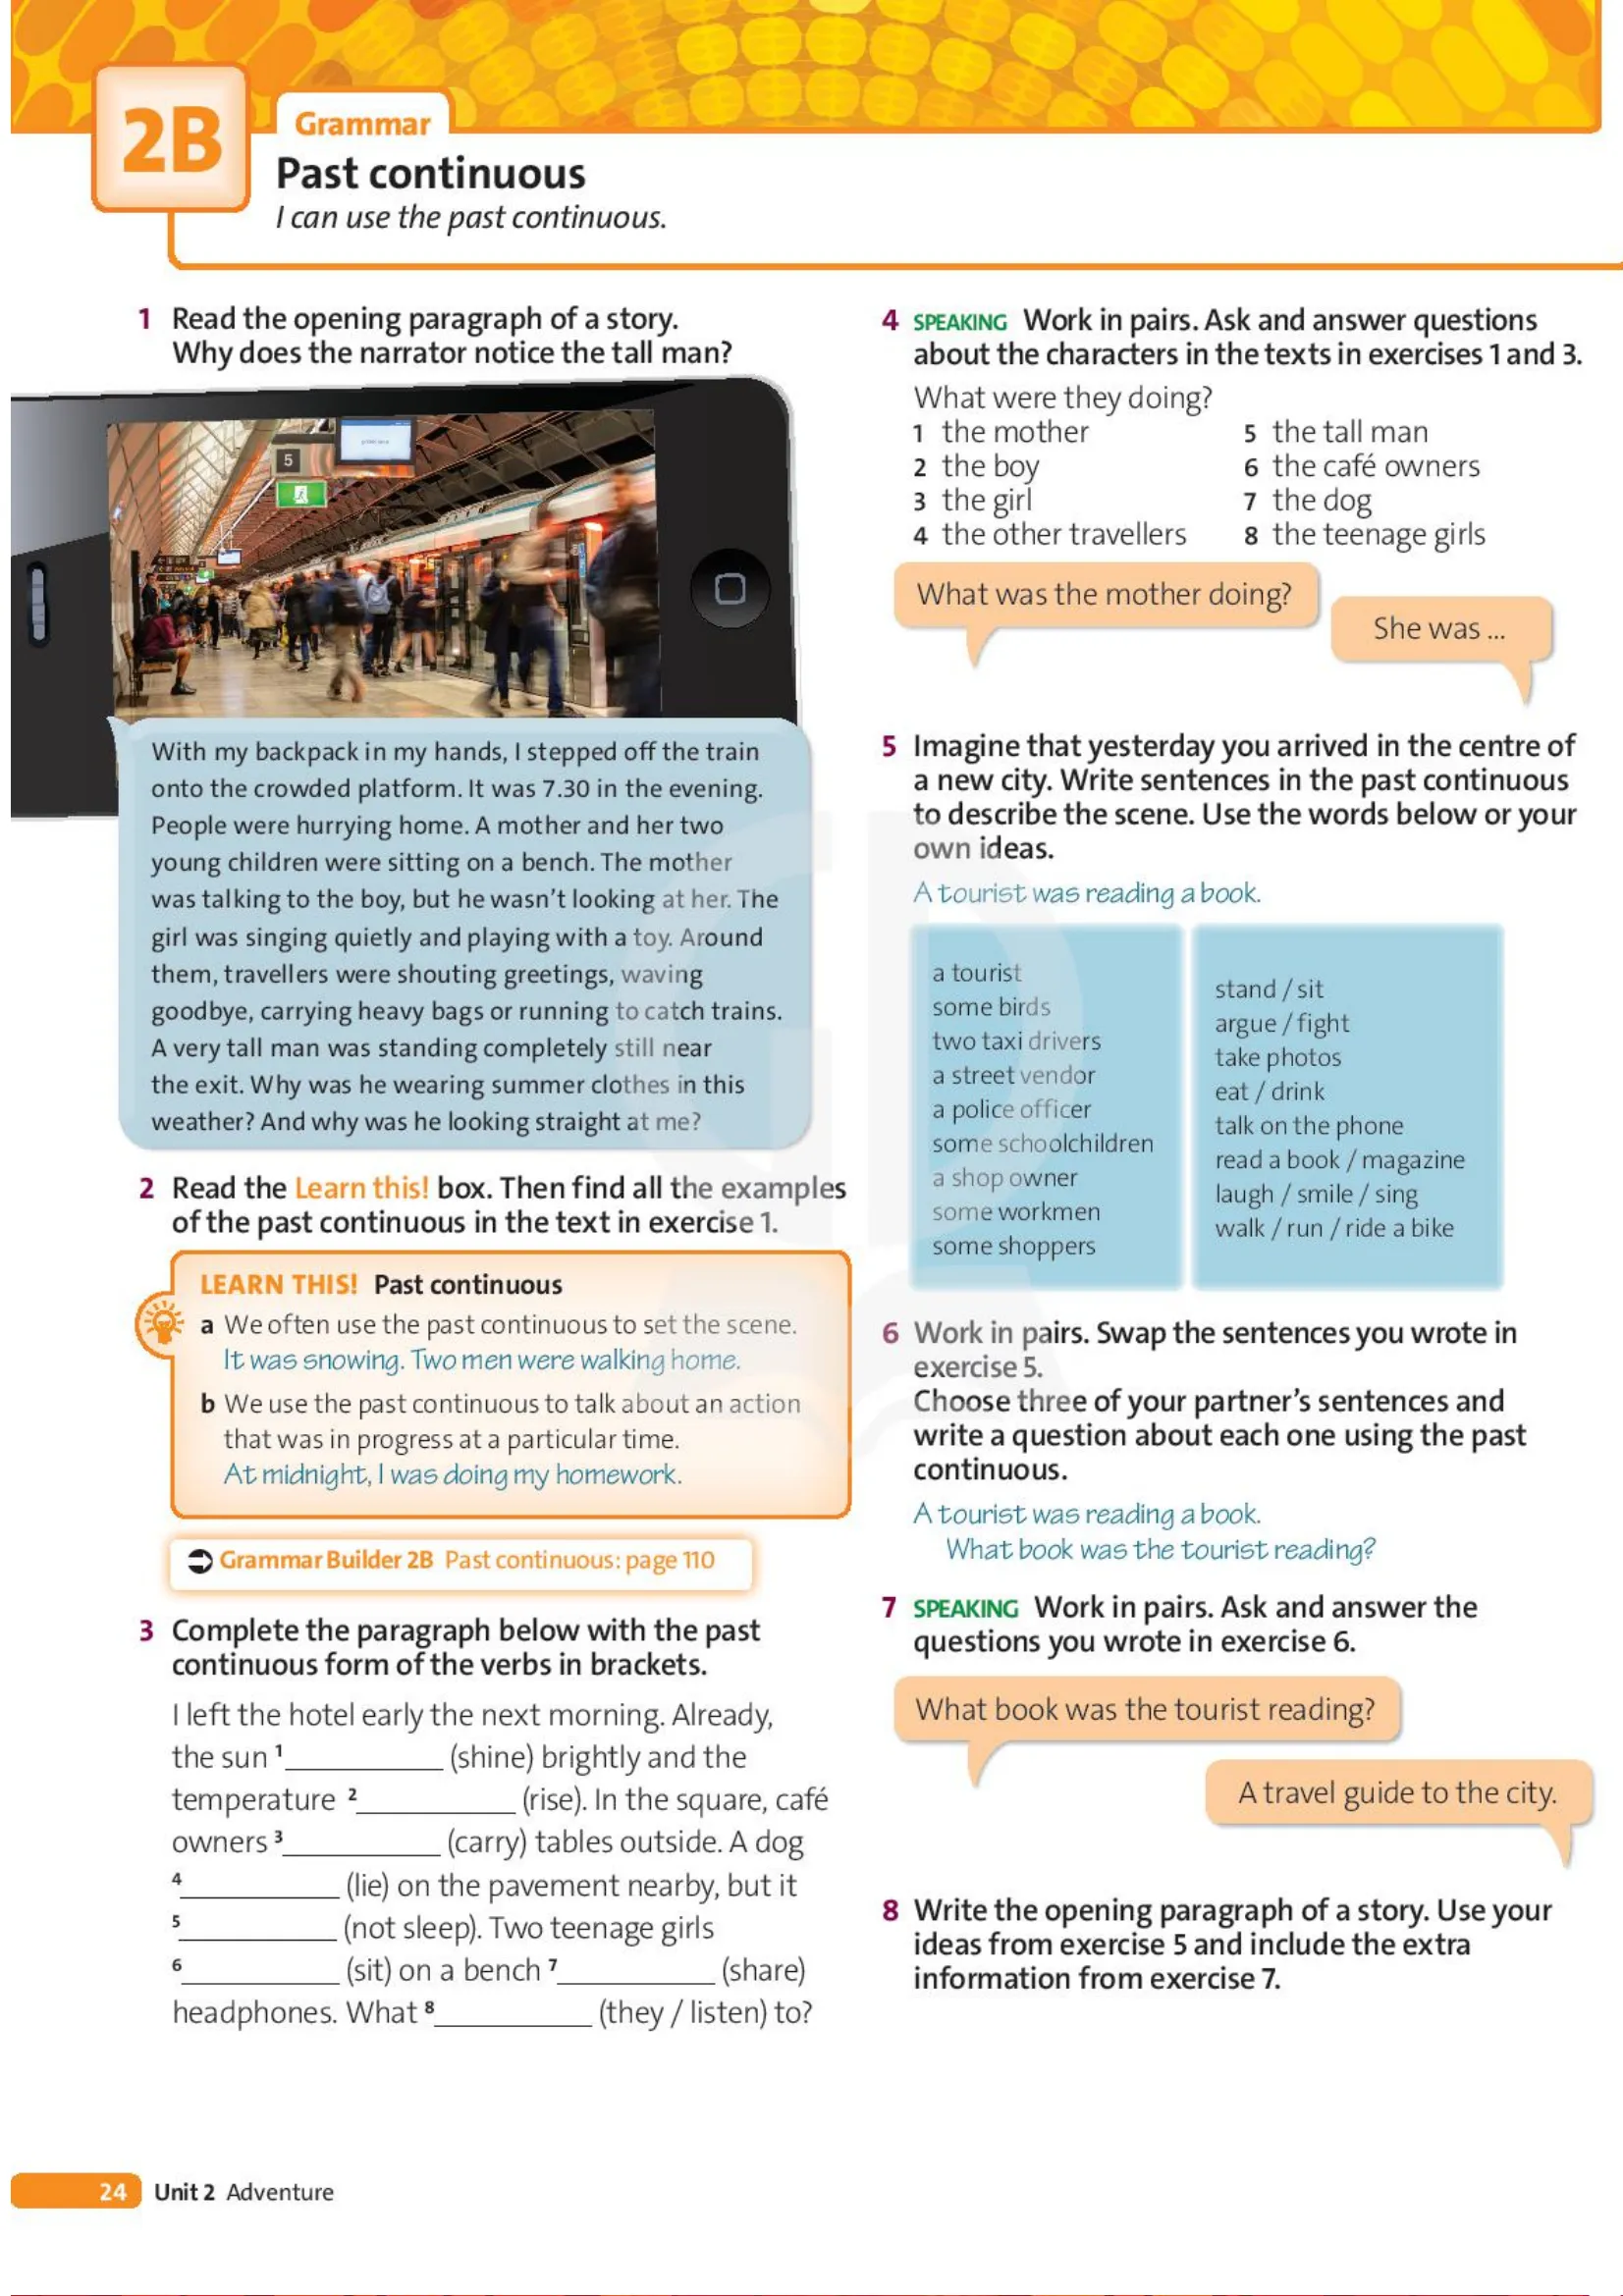 2B
Grammar
Past continuous
I can use the past continuous.
1 Read the opening paragraph of a story.
Why does the narrator notice the tall man?
5
With my backpack in my hands, I stepped off the train
onto the crowded platform. It was 7.30 in the evening.
People were hurrying home. A mother and her two
young children were sitting on a bench. The mother
was talking to the boy, but he wasn't looking at her. The
girl was singing quietly and playing with a toy. Around
them, travellers were shouting greetings, waving
goodbye, carrying heavy bags or running to catch trains.
A very tall man was standing completely still near
the exit. Why was he wearing summer clothes in this
weather? And why was he looking straight at me?
2 Read the Learn this! box. Then find all the examples
of the past continuous in the text in exercise 1.
LEARN THIS! Past continuous
a We often use the past continuous to set the scene.
It was snowing. Two men were walking home.
b We use the past continuous to talk about an action
that was in progress at a particular time.
At midnight, I was doing my homework.
Grammar Builder 2B Past continuous: page 110
3 Complete the paragraph below with the past
continuous form of the verbs in brackets.
I left the hotel early the next morning. Already,
the sun 1__________ (shine) brightly and the
temperature 2__________ (rise). In the square, café
owners 3__________ (carry) tables outside. A dog
4__________ (lie) on the pavement nearby, but it
5__________ (not sleep). Two teenage girls
6__________ (sit) on a bench 7__________ (share)
headphones. What 8__________ (they / listen) to?
4 SPEAKING Work in pairs. Ask and answer questions
about the characters in the texts in exercises 1 and 3.
What were they doing?
1 the mother
2 the boy
3 the girl
4 the other travellers
5 the tall man
6 the café owners
7 the dog
8 the teenage girls
What was the mother doing?
She was ...
5 Imagine that yesterday you arrived in the centre of
a new city. Write sentences in the past continuous
to describe the scene. Use the words below or your
own ideas.
A tourist was reading a book.
a tourist
some birds
two taxi drivers
a street vendor
a police officer
some schoolchildren
a shop owner
some workmen
some shoppers
stand / sit
argue / fight
take photos
eat / drink
talk on the phone
read a book / magazine
laugh / smile / sing
walk / run / ride a bike
6 Work in pairs. Swap the sentences you wrote in
exercise 5.
Choose three of your partner's sentences and
write a question about each one using the past
continuous.
A tourist was reading a book.
What book was the tourist reading?
7 SPEAKING Work in pairs. Ask and answer the
questions you wrote in exercise 6.
What book was the tourist reading?
A travel guide to the city.
8 Write the opening paragraph of a story. Use your
ideas from exercise 5 and include the extra
information from exercise 7.
24 Unit 2 Adventure